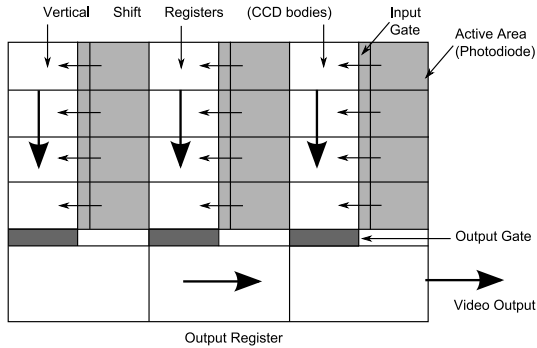 Vertical Shift Registers (CCD bodies) Input
Gate
Active Area
(Photodiode)
Output Gate
Video Output
Output Register